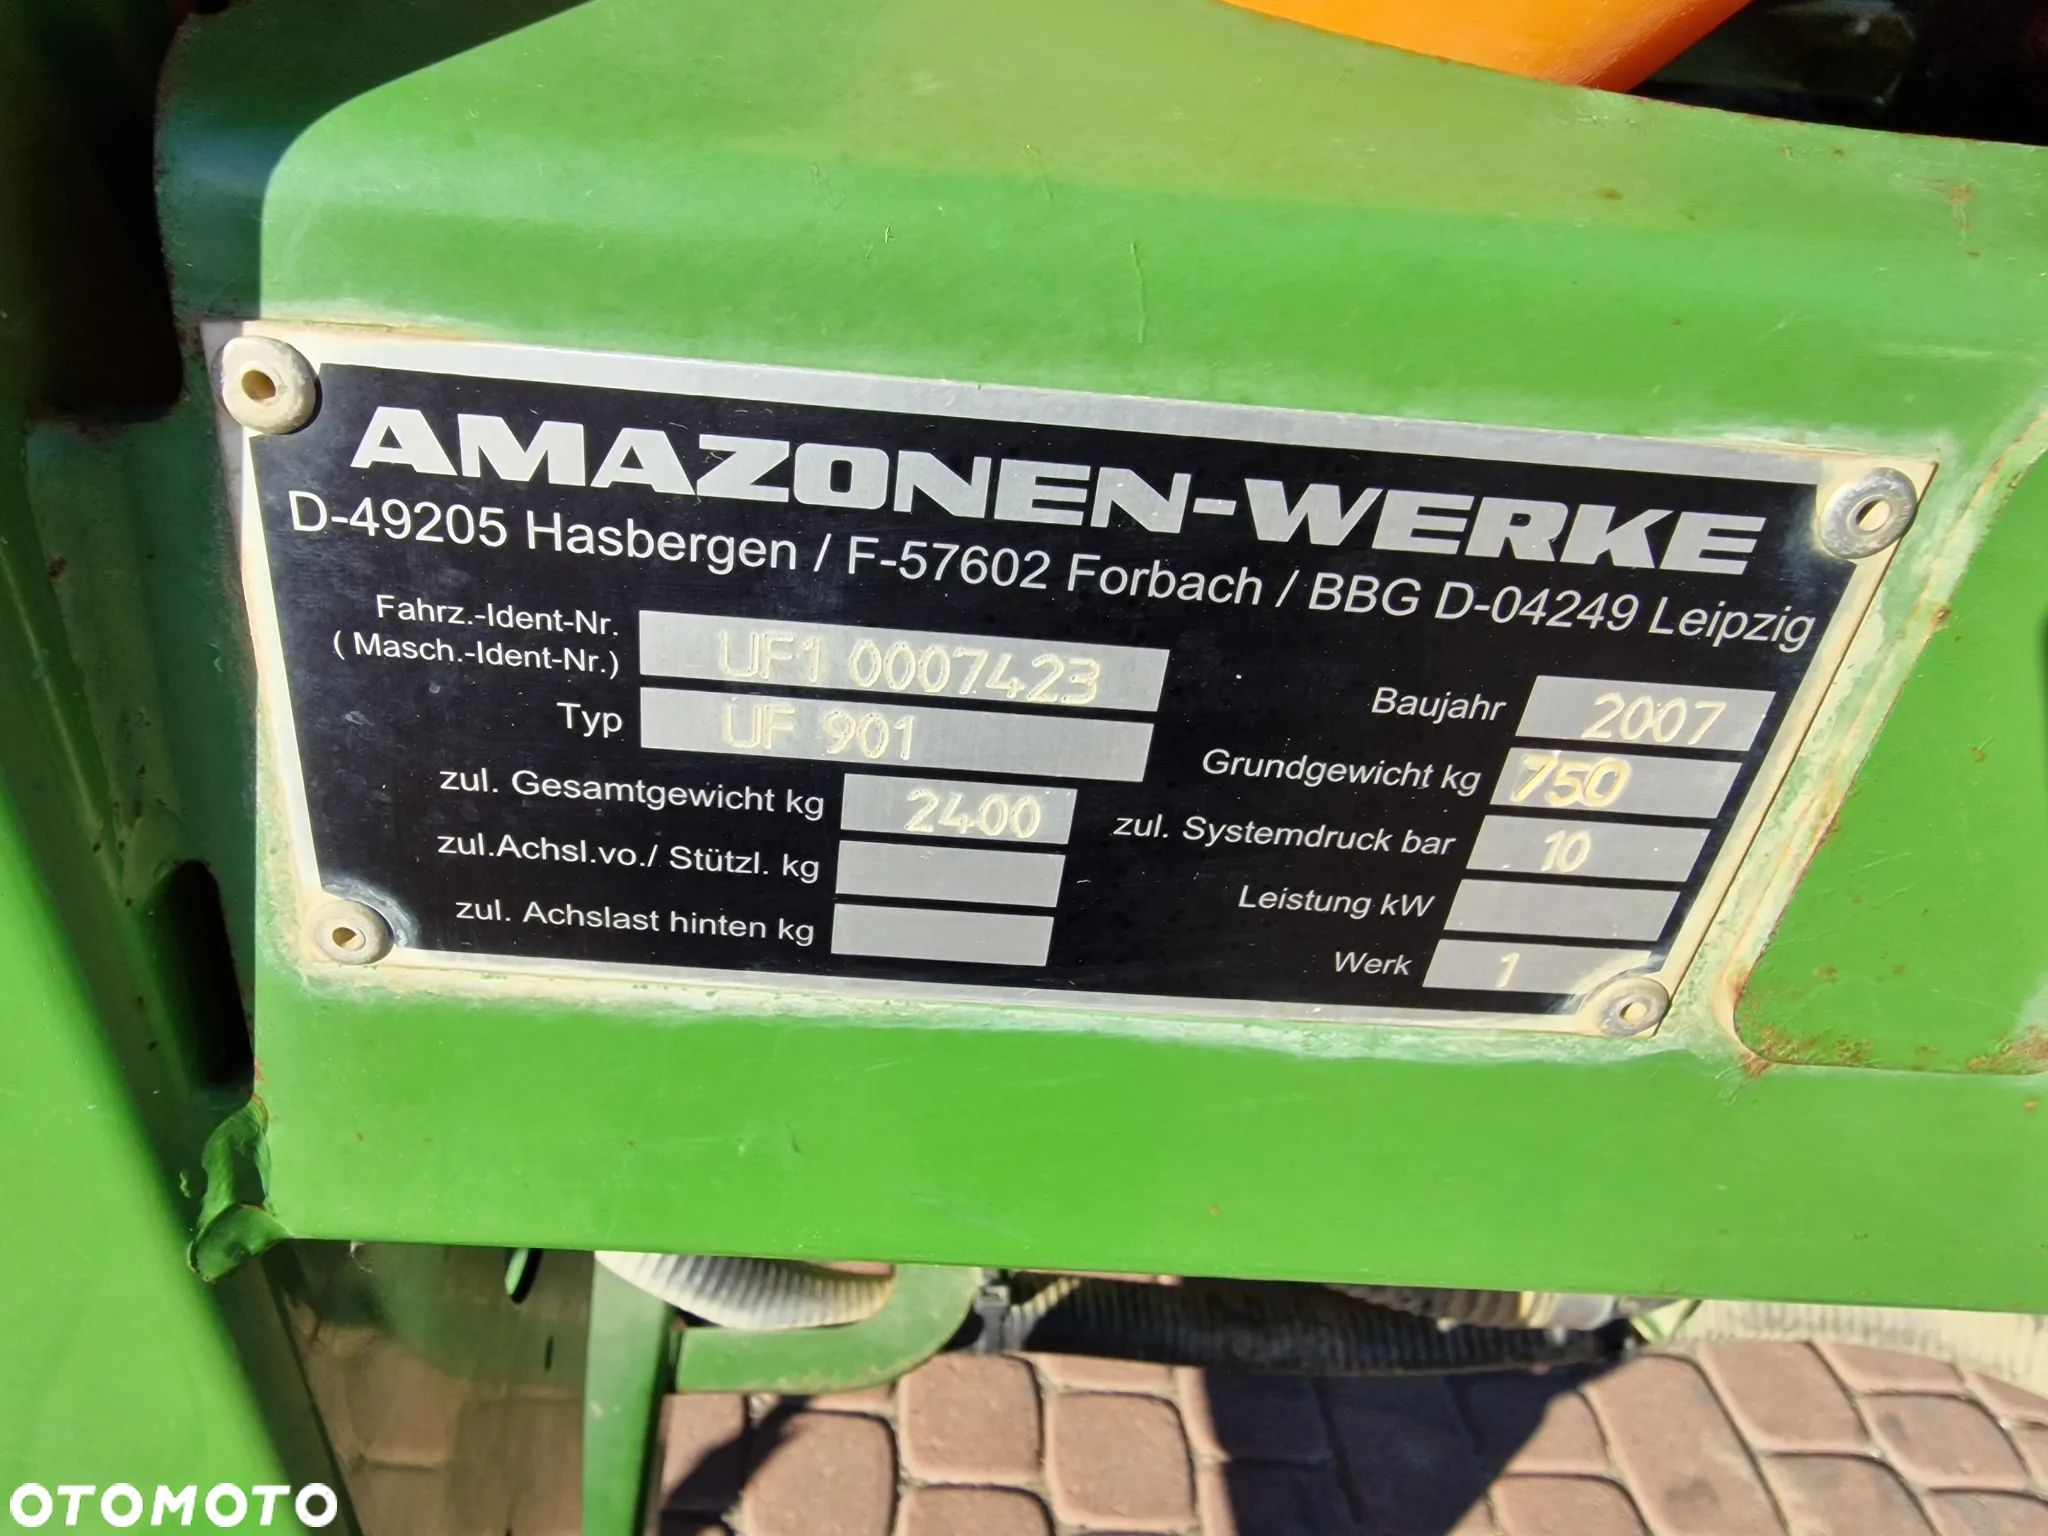 AMAZONEN-WERKE
D-49205 Hasbergen / F-57602 Forbach / BBG D-04249 Leipzig
Fahrz.-Ident-Nr.
( Masch.-Ident-Nr.) UF1 0007423
Typ UF 901
zul. Gesamtgewicht kg 2400
zul.Achsl.vo./ Stützl. kg
zul. Achslast hinten kg
Baujahr 2007
Grundgewicht kg 750
zul. Systemdruck bar 10
Leistung kW
Werk 1
OTOMOTO